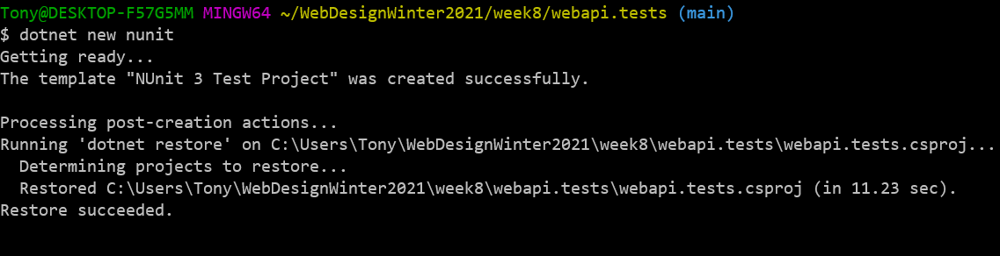 Tony@DESKTOP-F57G5MM MINGW64 ~/WebDesignWinter2021/week8/webapi.tests (main)
$ dotnet new nunit
Getting ready...
The template "NUnit 3 Test Project" was created successfully.

Processing post-creation actions...
Running 'dotnet restore' on C:\Users\Tony\WebDesignWinter2021\week8\webapi.tests\webapi.tests.csproj...
  Determining projects to restore...
  Restored C:\Users\Tony\WebDesignWinter2021\week8\webapi.tests\webapi.tests.csproj (in 11.23 sec).
Restore succeeded.